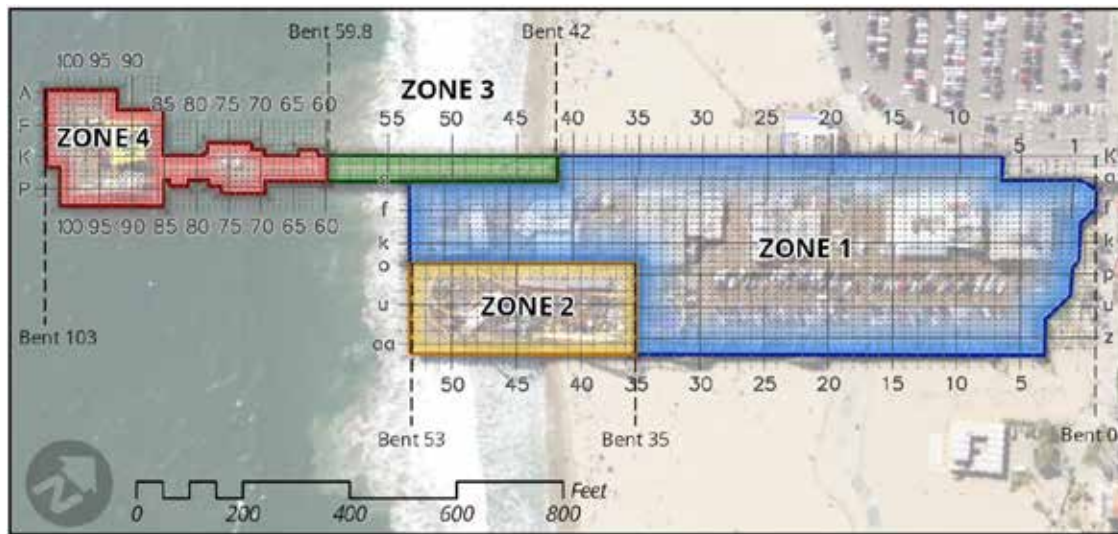 Bent 59.8 Bent 42
100 95 90
ZONE 3
A 85 80 75 70 65 60 55 50 45 40 35 30 25 20 15 10 5 1
F ZONE 4
K K
P a a
100 95 90 85 80 75 70 65 60 f f
k ZONE 1 k
o p
u ZONE 2 u
Bent 103 aa z
50 45 40 35 30 25 20 15 10 5
Bent 53 Bent 35 Bent 0
N
Feet
0 200 400 600 800